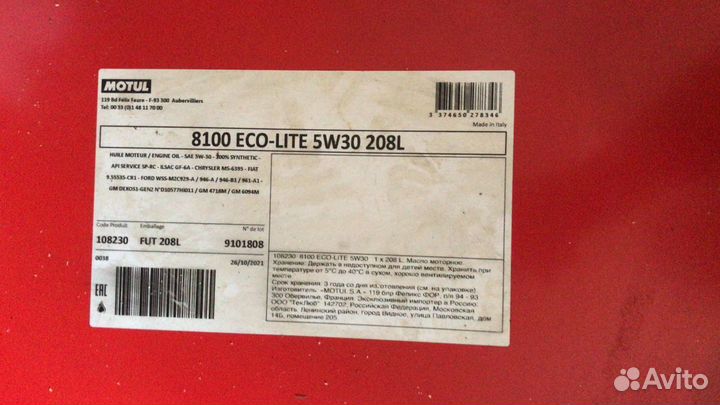 MOTUL
119 Bd Félix Faure - F-93 300 Aubervilliers
Tel: 00 33 (0)1 48 11 70 00
3 374650 278346
Made in Italy
8100 ECO-LITE 5W30 208L
HUILE MOTEUR / ENGINE OIL - SAE 5W-30 - 100% SYNTHETIC -
API SERVICE SP-RC - ILSAC GF-6A - CHRYSLER MS-6395 - FIAT
9.55535-CR1 - FORD WSS-M2C929-A / 946-A / 946-B1 / 961-A1 -
GM DEXOS1-GEN2 N°D10577HI011 / GM 4718M / GM 6094M
Code Produit Emballage N° de lot
108230 FUT 208L 9101808
0038 26/10/2021
EAC
108230 8100 ECO-LITE 5W30 1 x 208 L. Масло моторное.
Хранение: Держать в недоступном для детей месте. Хранить при
температуре от 5°С до 40°С в сухом, хорошо вентилируемом
месте.
Срок хранения: 3 года со дня изготовления (см. на упаковке)
Изготовитель «MOTUL S.A.» 119 блр Феликс ФОР, п/я 94 - 93
300 Обервилье, Франция. Эксклюзивный импортер в Россию:
ООО "ТекЛюб" 142702, Российская Федерация, Московская
область, Ленинский район, город Видное, улица Павловская, дом
14Б, помещение 205
Avito